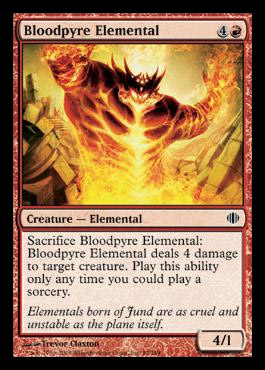 Bloodpyre Elemental 4
Creature — Elemental
Sacrifice Bloodpyre Elemental:
Bloodpyre Elemental deals 4 damage
to target creature. Play this ability
only any time you could play a
sorcery.
Elementals born of Jund are as cruel and
unstable as the plane itself.
Trevor Claxton
4/1